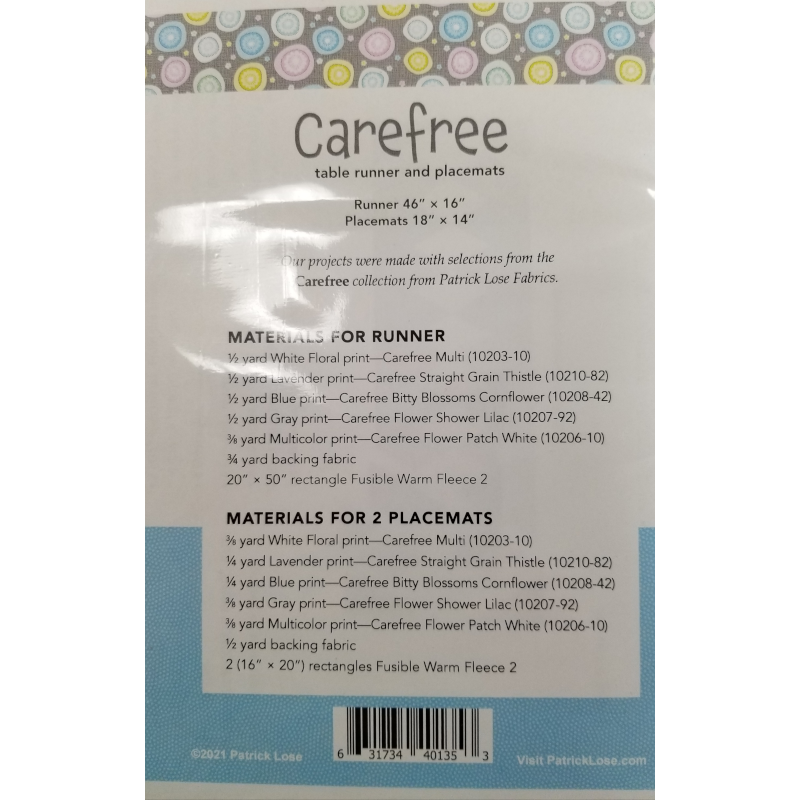 Carefree
table runner and placemats
Runner 46" × 16"
Placemats 18" × 14"
Our projects were made with selections from the
Carefree collection from Patrick Lose Fabrics.
MATERIALS FOR RUNNER
½ yard White Floral print—Carefree Multi (10203-10)
½ yard Lavender print—Carefree Straight Grain Thistle (10210-82)
½ yard Blue print—Carefree Bitty Blossoms Cornflower (10208-42)
½ yard Gray print—Carefree Flower Shower Lilac (10207-92)
⅜ yard Multicolor print—Carefree Flower Patch White (10206-10)
¾ yard backing fabric
20" × 50" rectangle Fusible Warm Fleece 2
MATERIALS FOR 2 PLACEMATS
⅜ yard White Floral print—Carefree Multi (10203-10)
¼ yard Lavender print—Carefree Straight Grain Thistle (10210-82)
¼ yard Blue print—Carefree Bitty Blossoms Cornflower (10208-42)
⅜ yard Gray print—Carefree Flower Shower Lilac (10207-92)
⅜ yard Multicolor print—Carefree Flower Patch White (10206-10)
½ yard backing fabric
2 (16" × 20") rectangles Fusible Warm Fleece 2
6 31734 40135 3
©2021 Patrick Lose
Visit PatrickLose.com